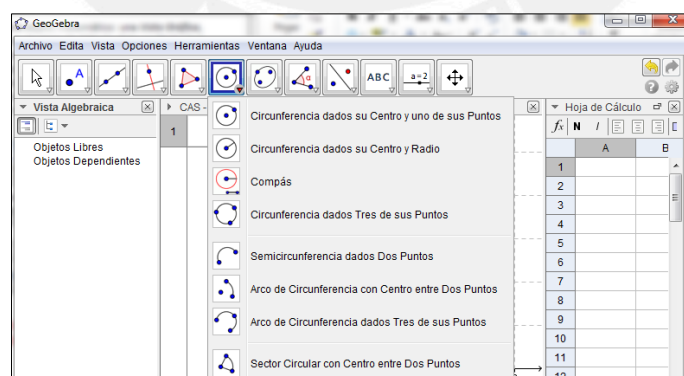 GeoGebra
Archivo Edita Vista Opciones Herramientas Ventana Ayuda
A α ABC a=2
Vista Algebraica CAS - Hoja de Cálculo
fx N I
Objetos Libres
Objetos Dependientes
1
A B
Circunferencia dados su Centro y uno de sus Puntos
Circunferencia dados su Centro y Radio
Compás
Circunferencia dados Tres de sus Puntos
Semicircunferencia dados Dos Puntos
Arco de Circunferencia con Centro entre Dos Puntos
Arco de Circunferencia dados Tres de sus Puntos
Sector Circular con Centro entre Dos Puntos
1
2
3
4
5
6
7
8
9
10
11
12